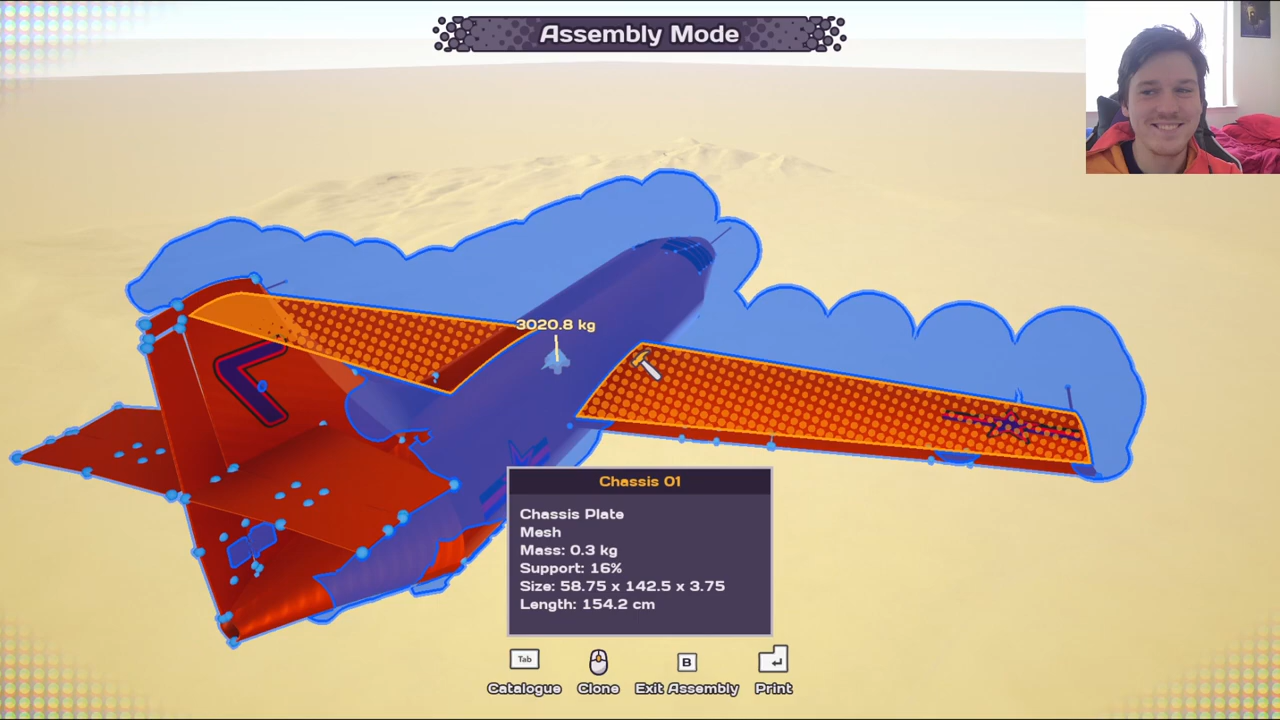 Assembly Mode
3020.8 kg
Chassis 01
Chassis Plate
Mesh
Mass: 0.3 kg
Support: 16%
Size: 58.75 x 142.5 x 3.75
Length: 154.2 cm
Tab
B
Catalogue
Clone
Exit Assembly
Print